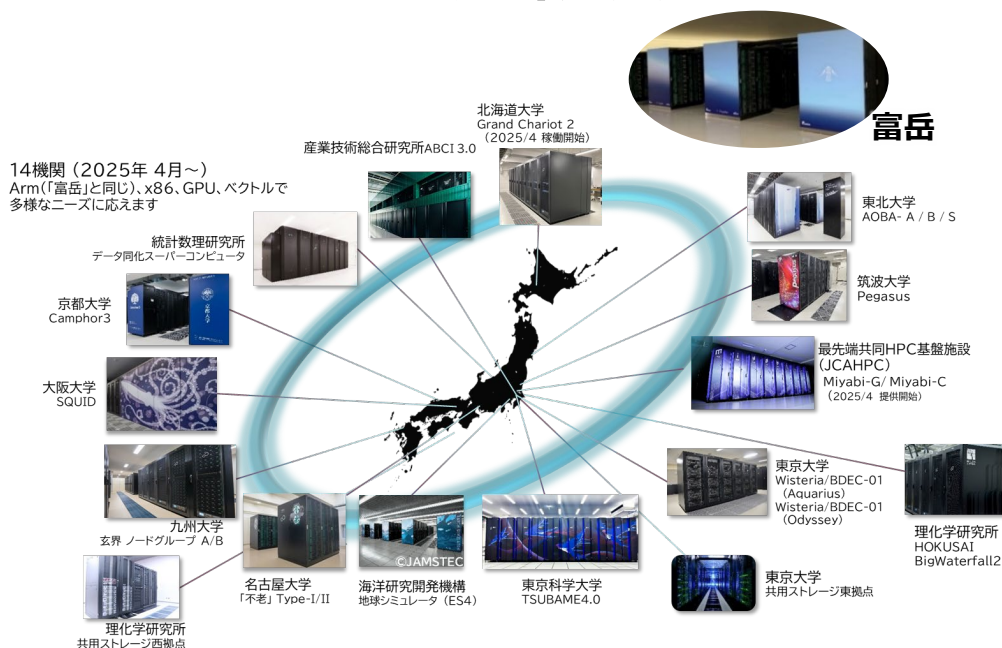 富岳
14機関 (2025年 4月~)
Arm(「富岳」と同じ)、x86、GPU、ベクトルで
多様なニーズに応えます
北海道大学
Grand Chariot 2
(2025/4 稼働開始)
産業技術総合研究所ABCI 3.0
統計数理研究所
データ同化スーパーコンピュータ
京都大学
Camphor3
京都大学
大阪大学
SQUID
九州大学
玄界 ノードグループ A/B
理化学研究所
共用ストレージ西拠点
名古屋大学
「不老」 Type-I/II
©JAMSTEC
海洋研究開発機構
地球シミュレータ (ES4)
東京科学大学
TSUBAME4.0
東北大学
AOBA- A / B / S
筑波大学
Pegasus
最先端共同HPC基盤施設
(JCAHPC)
Miyabi-G/ Miyabi-C
(2025/4 提供開始)
東京大学
Wisteria/BDEC-01
(Aquarius)
Wisteria/BDEC-01
(Odyssey)
理化学研究所
HOKUSAI
BigWaterfall2
東京大学
共用ストレージ東拠点